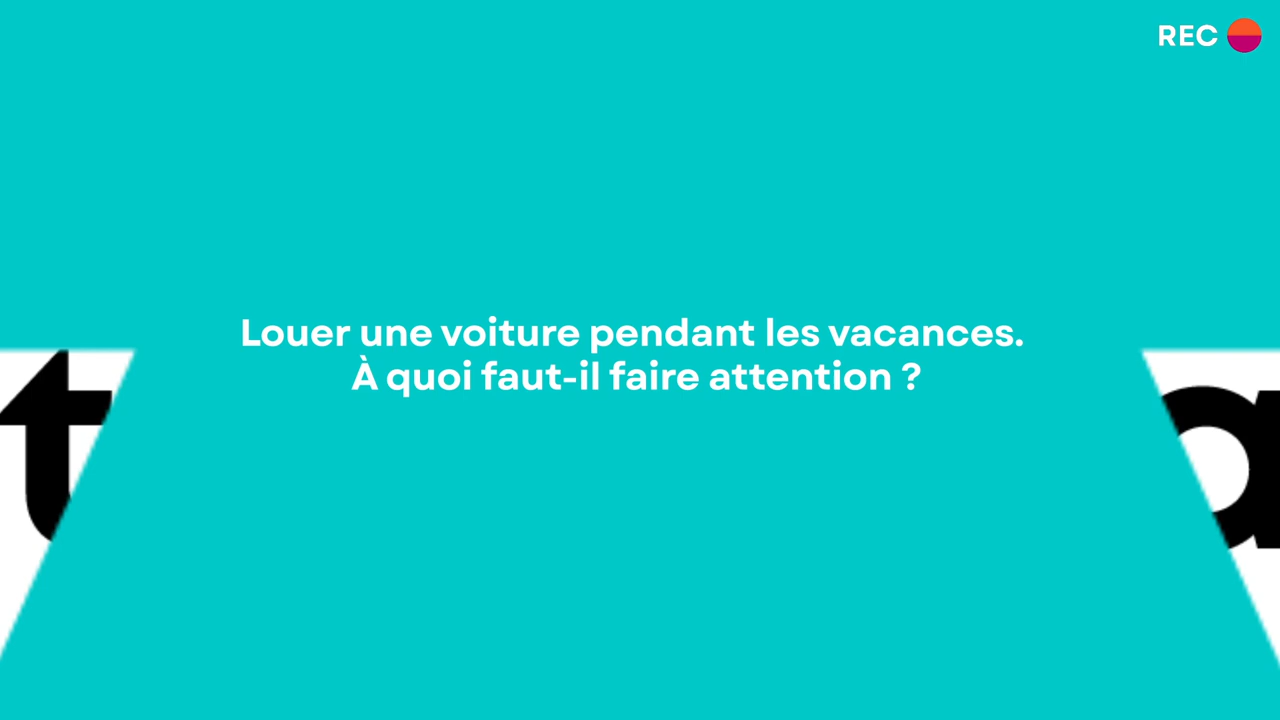 REC
Louer une voiture pendant les vacances.
À quoi faut-il faire attention ?
t
a